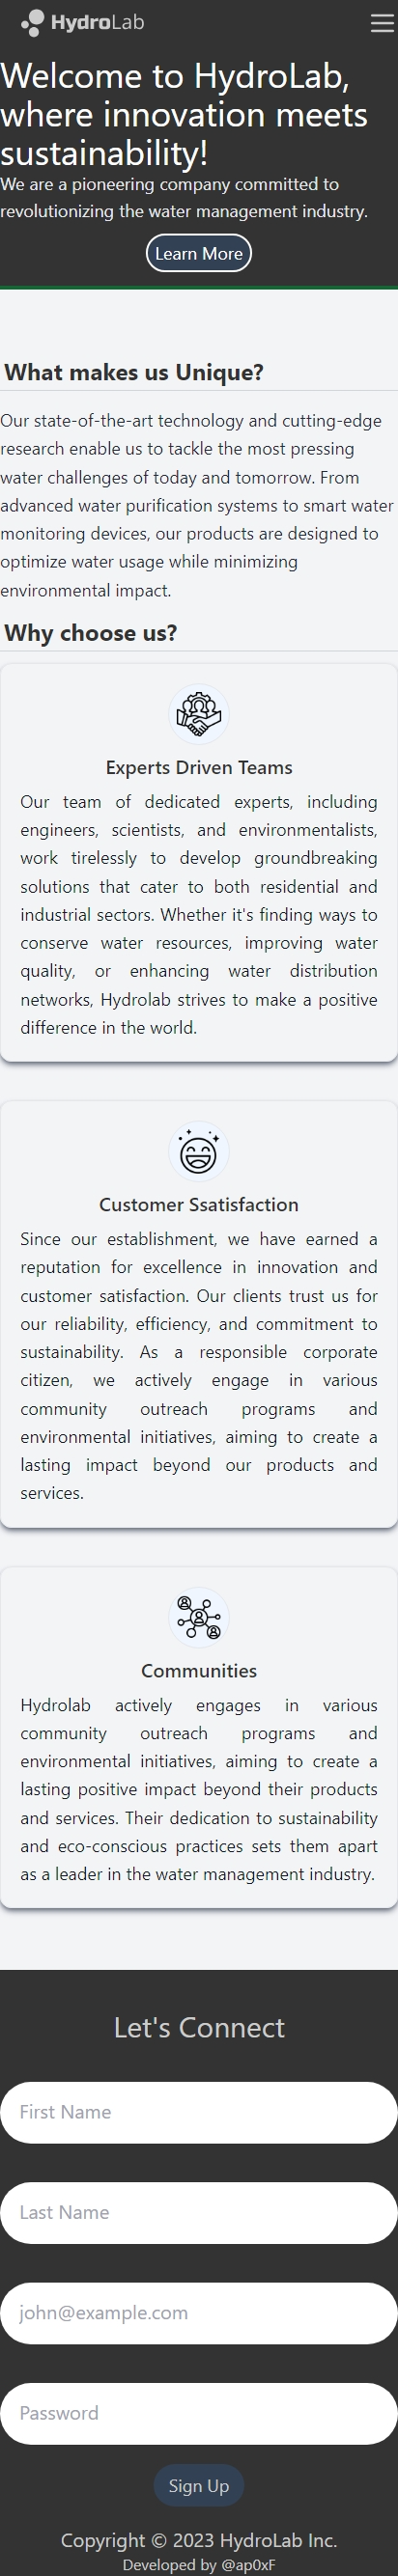 HydroLab
Welcome to HydroLab,
where innovation meets
sustainability!
We are a pioneering company committed to
revolutionizing the water management industry.
Learn More
What makes us Unique?
Our state-of-the-art technology and cutting-edge
research enable us to tackle the most pressing
water challenges of today and tomorrow. From
advanced water purification systems to smart water
monitoring devices, our products are designed to
optimize water usage while minimizing
environmental impact.
Why choose us?
Experts Driven Teams
Our team of dedicated experts, including
engineers, scientists, and environmentalists,
work tirelessly to develop groundbreaking
solutions that cater to both residential and
industrial sectors. Whether it's finding ways to
conserve water resources, improving water
quality, or enhancing water distribution
networks, Hydrolab strives to make a positive
difference in the world.
Customer Ssatisfaction
Since our establishment, we have earned a
reputation for excellence in innovation and
customer satisfaction. Our clients trust us for
our reliability, efficiency, and commitment to
sustainability. As a responsible corporate
citizen, we actively engage in various
community outreach programs and
environmental initiatives, aiming to create a
lasting impact beyond our products and
services.
Communities
Hydrolab actively engages in various
community outreach programs and
environmental initiatives, aiming to create a
lasting positive impact beyond their products
and services. Their dedication to sustainability
and eco-conscious practices sets them apart
as a leader in the water management industry.
Let's Connect
First Name
Last Name
john@example.com
Password
Sign Up
Copyright © 2023 HydroLab Inc.
Developed by @ap0xF